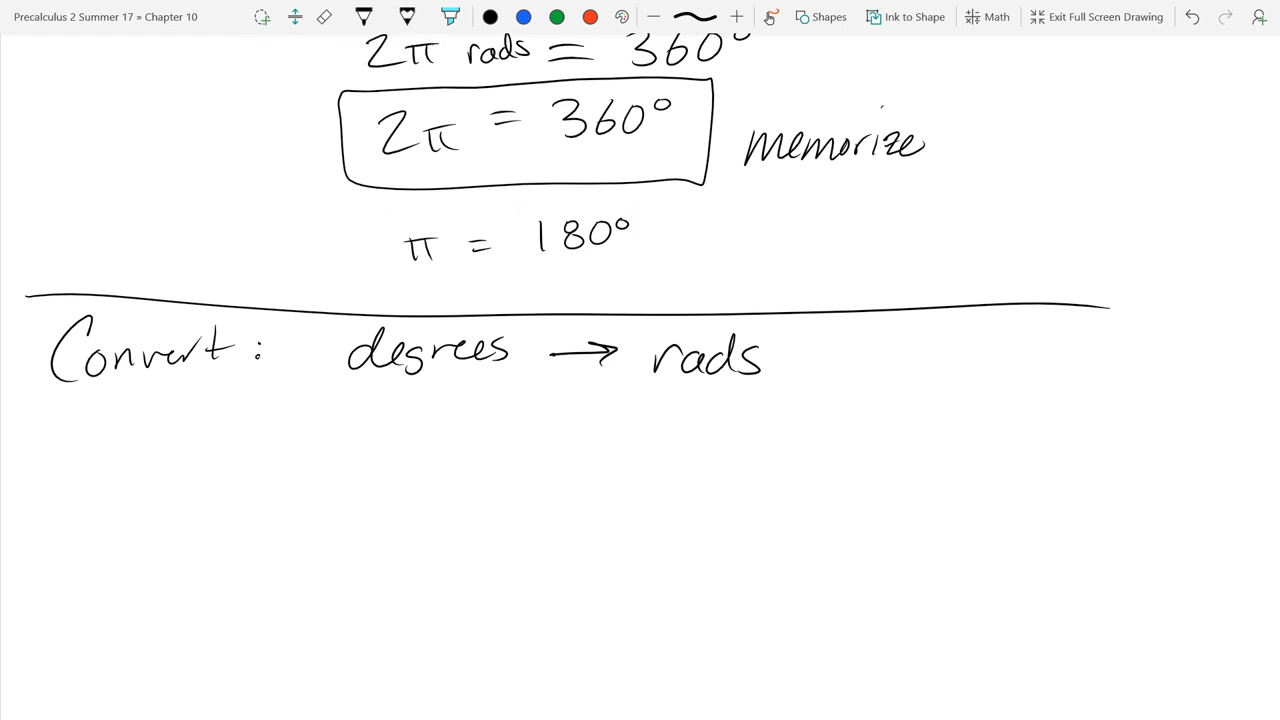 Precalculus 2 Summer 17 » Chapter 10 Shapes Ink to Shape Math Exit Full Screen Drawing
2π rads = 360°
2π = 360°
memorize
π = 180°
Convert: degrees → rads